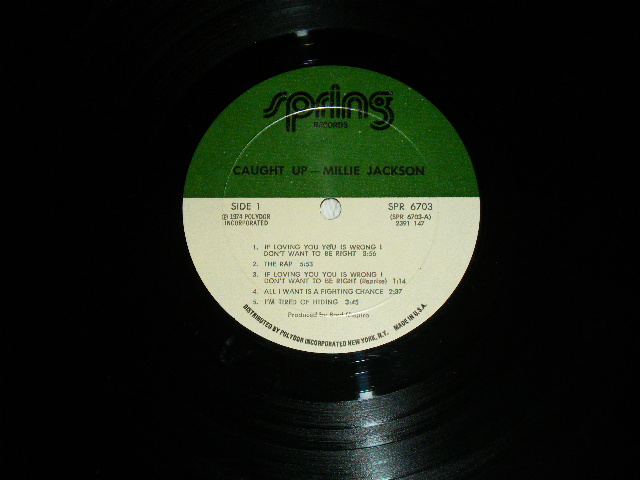 spring
RECORDS
CAUGHT UP — MILLIE JACKSON
SIDE 1
℗ 1974 POLYDOR
INCORPORATED
SPR 6703
(SPR 6703-A)
2391 147
1. IF LOVING YOU YOU IS WRONG I
DON'T WANT TO BE RIGHT 3:56
2. THE RAP 5:53
3. IF LOVING YOU YOU IS WRONG I
DON'T WANT TO BE RIGHT (Reprise) 1:14
4. ALL I WANT IS A FIGHTING CHANCE 2:37
5. I'M TIRED OF HIDING 3:45
Produced by Brad Shapiro
DISTRIBUTED BY POLYDOR INCORPORATED NEW YORK, N.Y. MADE IN U.S.A.